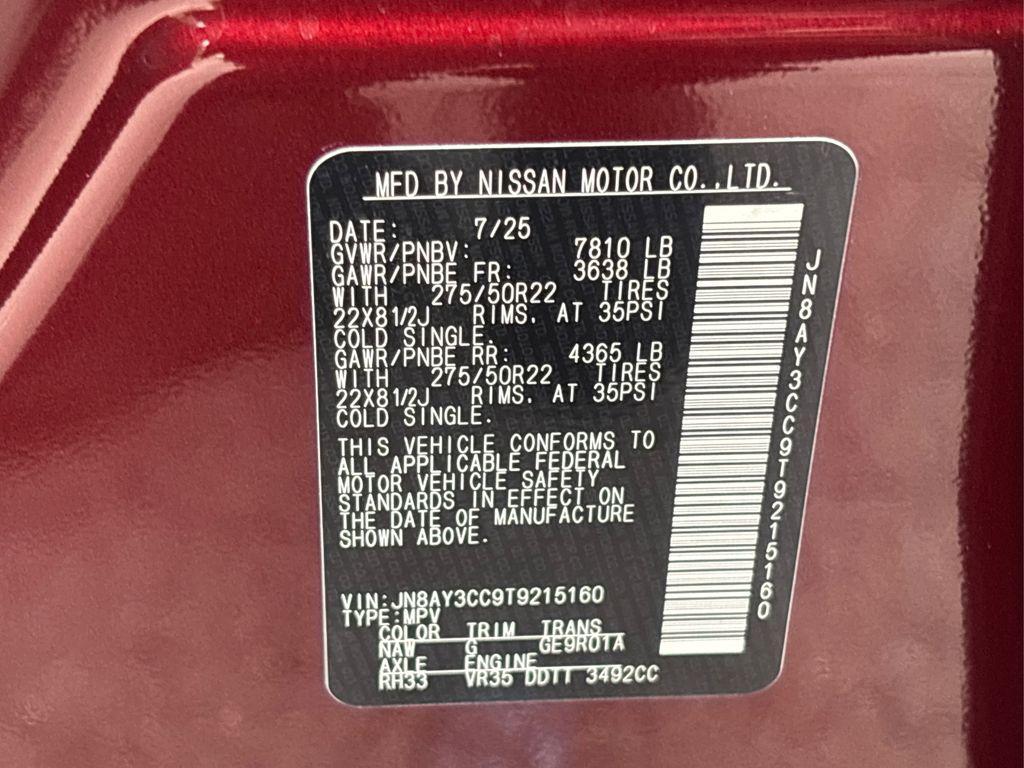 MFD BY NISSAN MOTOR CO.,LTD.
DATE: 7/25
GVWR/PNBV: 7810 LB
GAWR/PNBE FR: 3638 LB
WITH 275/50R22 TIRES
22X81/2J RIMS, AT 35PSI
COLD SINGLE.
GAWR/PNBE RR: 4365 LB
WITH 275/50R22 TIRES
22X81/2J RIMS, AT 35PSI
COLD SINGLE.
THIS VEHICLE CONFORMS TO
ALL APPLICABLE FEDERAL
MOTOR VEHICLE SAFETY
STANDARDS IN EFFECT ON
THE DATE OF MANUFACTURE
SHOWN ABOVE.
VIN:JN8AY3CC9T9215160
TYPE:MPV
COLOR TRIM TRANS
NAW G GE9R01A
AXLE ENGINE
RH33 VR35 DDTT 3492CC
JN8AY3CC9T9215160